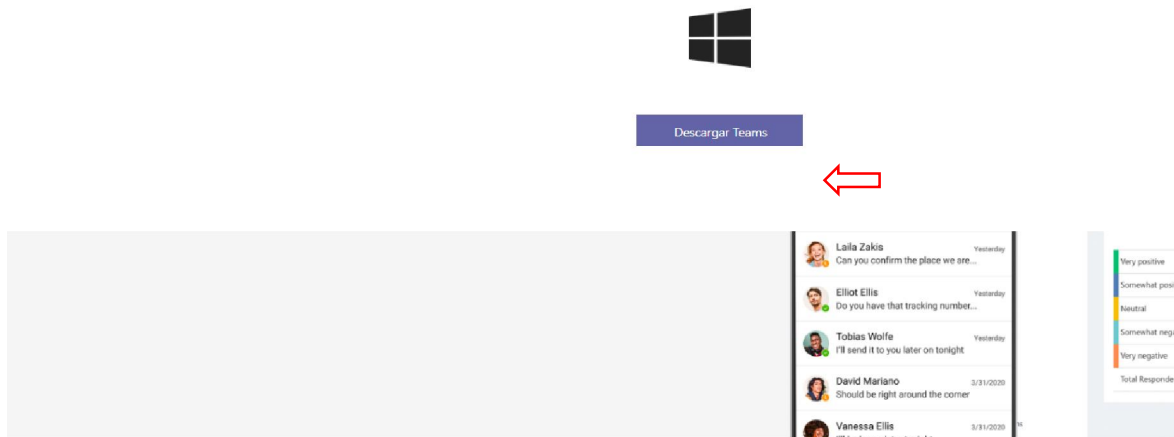 Descargar Teams
Laila Zakis
Yesterday
Can you confirm the place we are...
Elliot Ellis
Yesterday
Do you have that tracking number...
Tobias Wolfe
Yesterday
I'll send it to you later on tonight
David Mariano
3/31/2020
Should be right around the corner
Vanessa Ellis
3/31/2020
Very positive
Somewhat posi
Neutral
Somewhat nega
Very negative
Total Responde